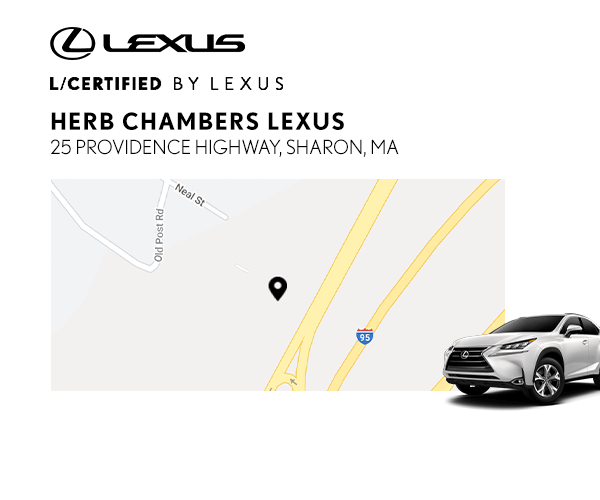 LEXUS
L/CERTIFIED BY LEXUS
HERB CHAMBERS LEXUS
25 PROVIDENCE HIGHWAY, SHARON, MA
Neal St
Old Post Rd
95